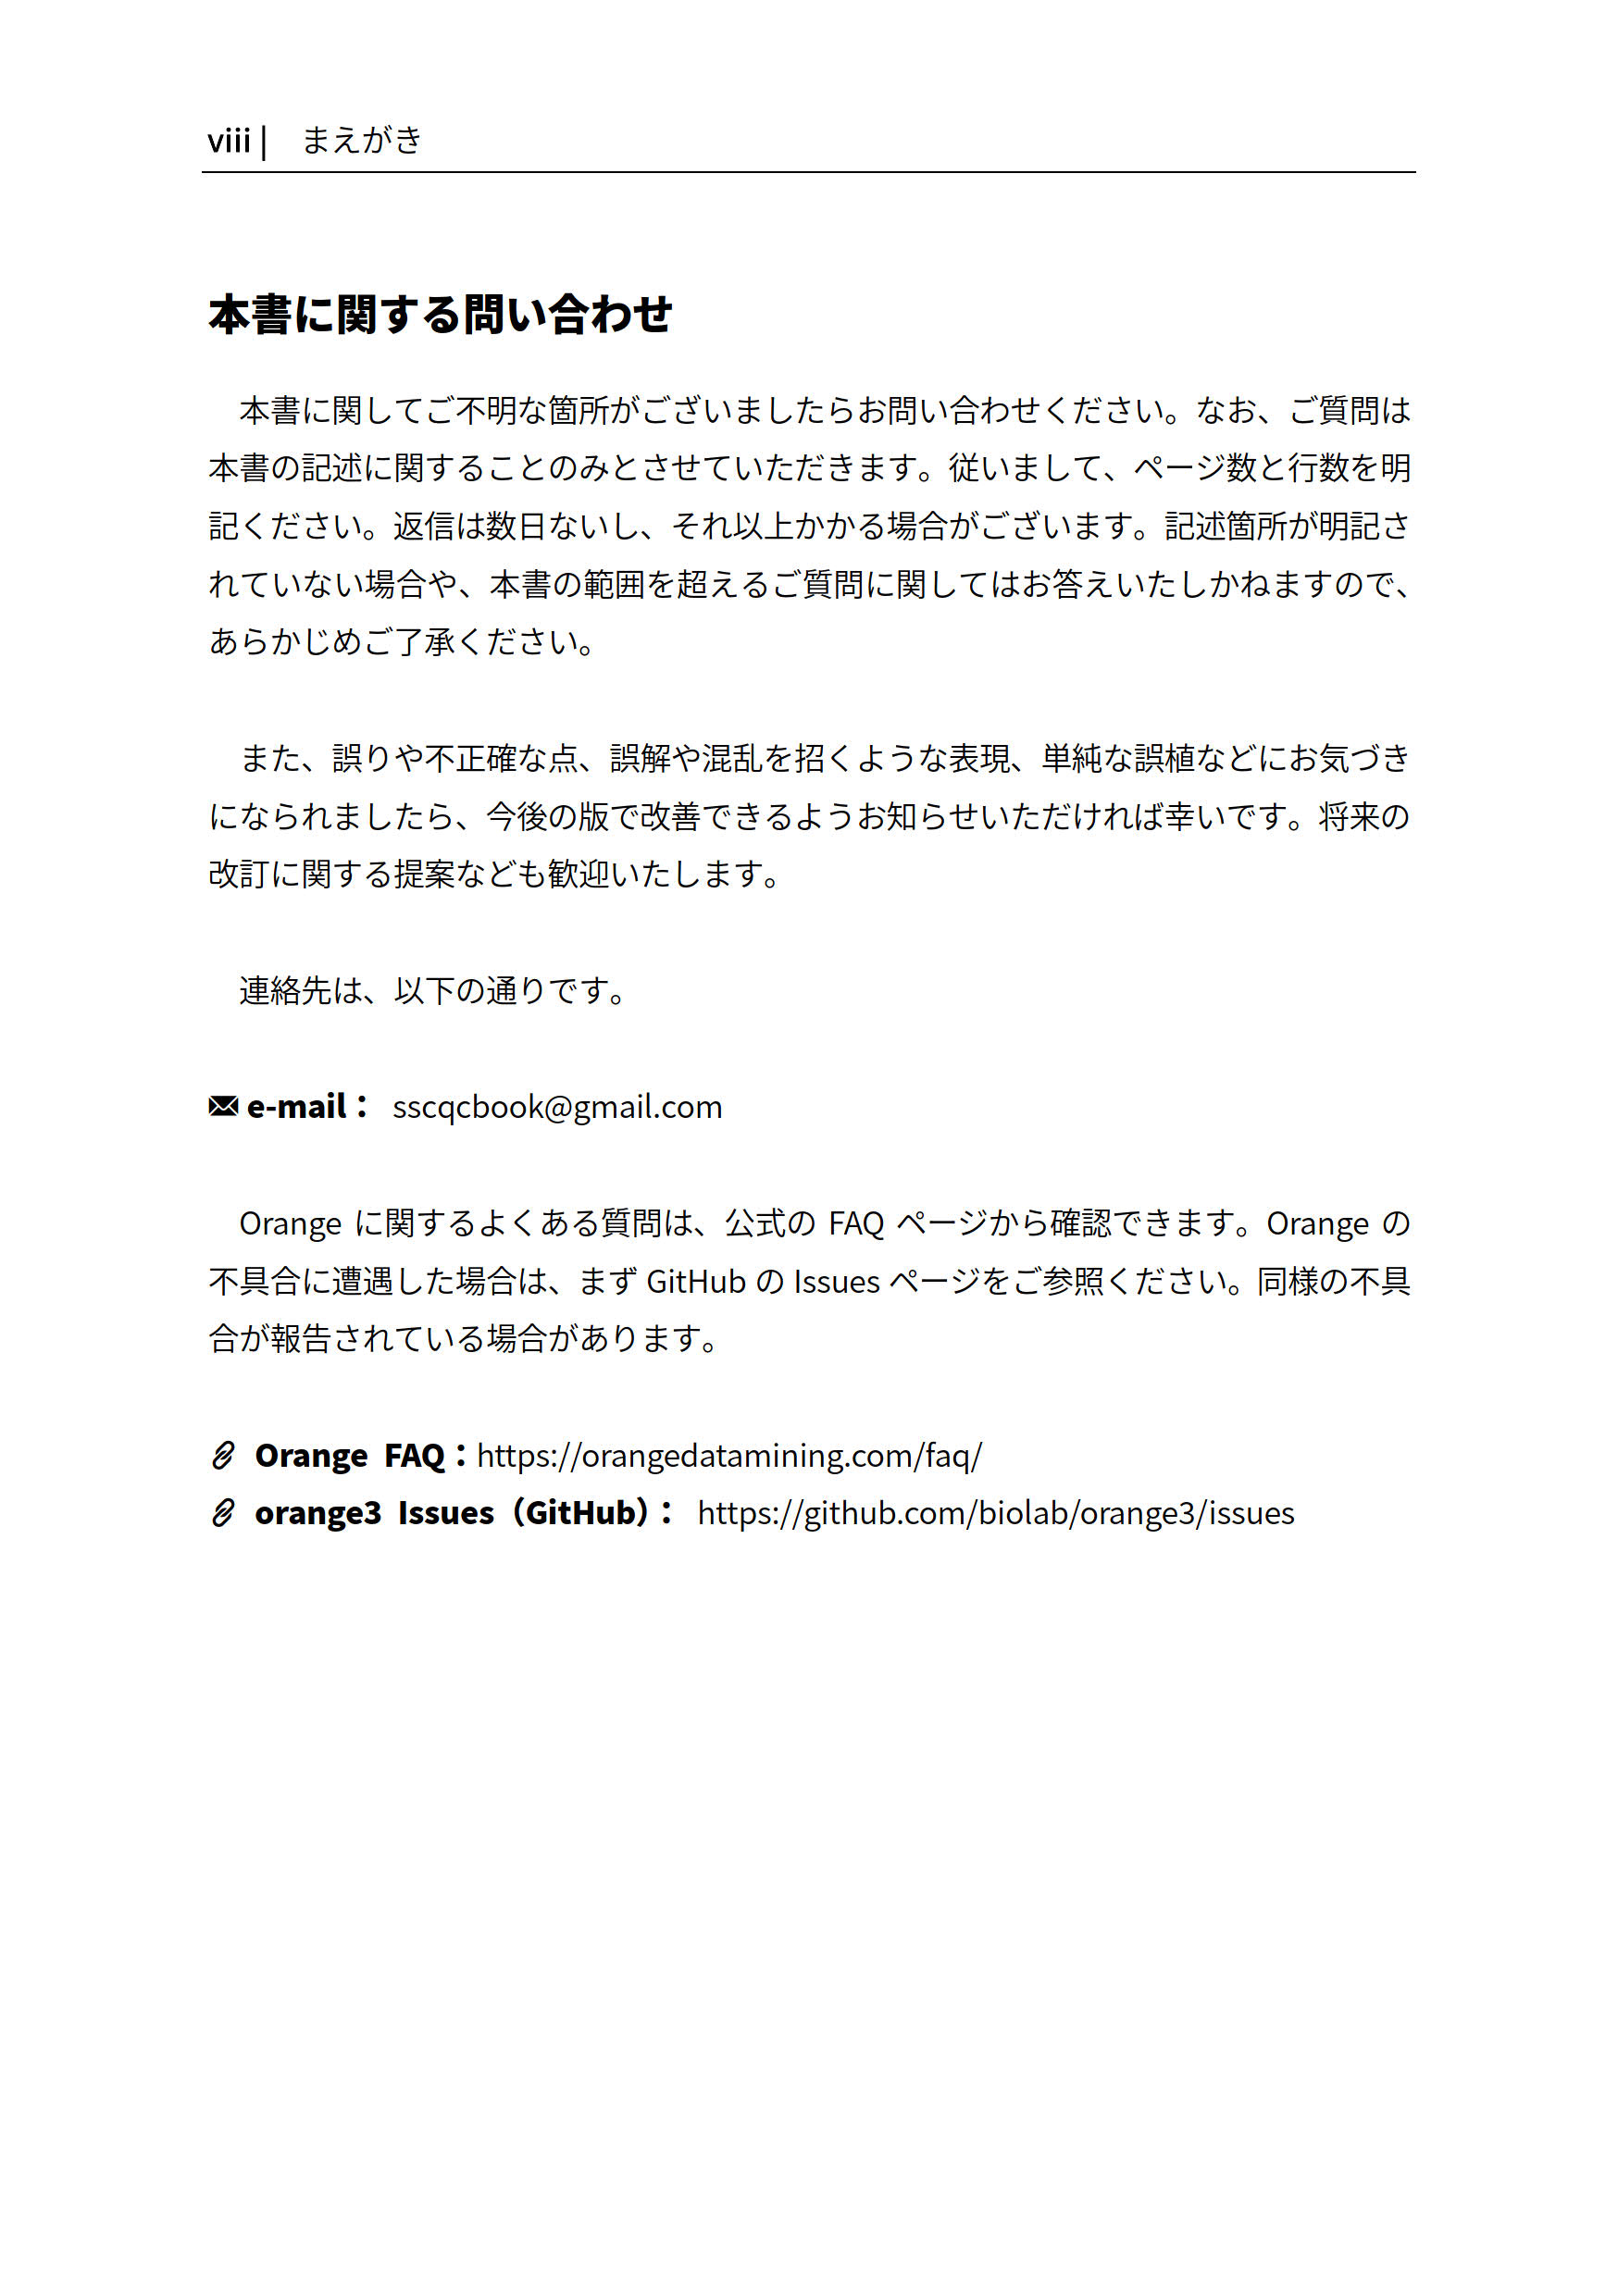 viii |　まえがき
本書に関する問い合わせ
　本書に関してご不明な箇所がございましたらお問い合わせください。なお、ご質問は
本書の記述に関することのみとさせていただきます。従いまして、ページ数と行数を明
記ください。返信は数日ないし、それ以上かかる場合がございます。記述箇所が明記さ
れていない場合や、本書の範囲を超えるご質問に関してはお答えいたしかねますので、
あらかじめご了承ください。
　また、誤りや不正確な点、誤解や混乱を招くような表現、単純な誤植などにお気づき
になられましたら、今後の版で改善できるようお知らせいただければ幸いです。将来の
改訂に関する提案なども歓迎いたします。
　連絡先は、以下の通りです。
✉ e-mail： sscqcbook@gmail.com
　Orange に関するよくある質問は、公式の FAQ ページから確認できます。Orange の
不具合に遭遇した場合は、まず GitHub の Issues ページをご参照ください。同様の不具
合が報告されている場合があります。
Orange FAQ：https://orangedatamining.com/faq/
orange3 Issues（GitHub）： https://github.com/biolab/orange3/issues